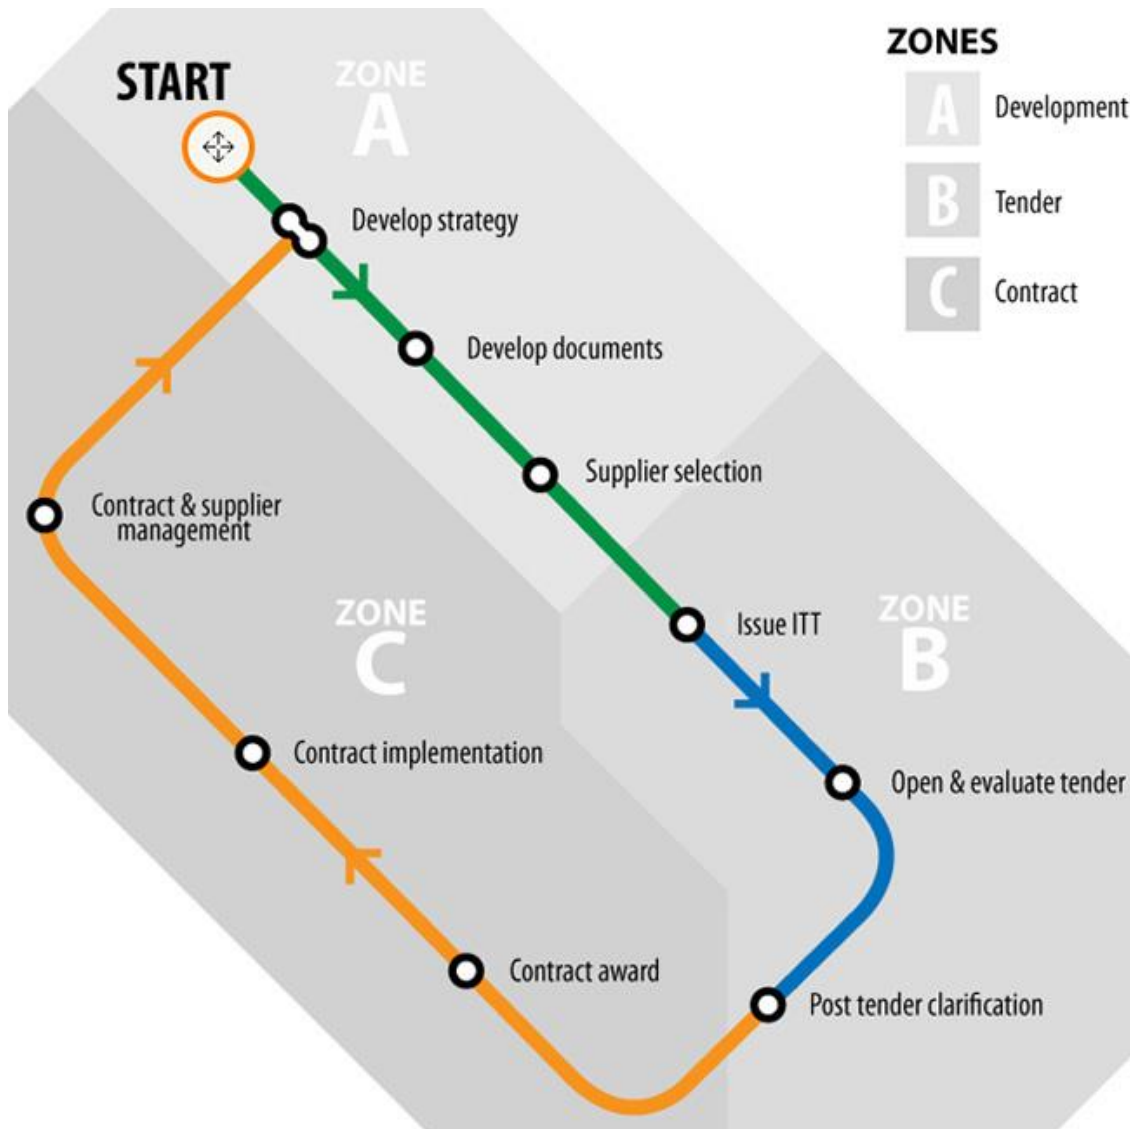 START
ZONE
A
ZONES
A
Development
B
Tender
C
Contract
Develop strategy
Develop documents
Supplier selection
Contract & supplier
management
Issue ITT
ZONE
B
ZONE
C
Contract implementation
Open & evaluate tender
Contract award
Post tender clarification